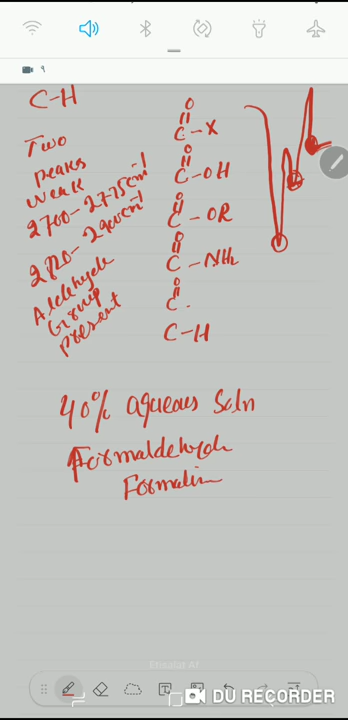 C-H
Two
peaks
weak
2700-2775cm-1
2820-2900cm-1
Aldehyde
Group
present
O
C-X
O
C-OH
O
C-OR
O
C-NH2
O
C.
C-H
40% aqueous Soln
Formaldehyde
Formalin
DU RECORDER